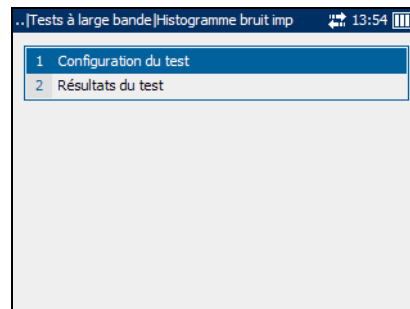 ..|Tests à large bande|Histogramme bruit imp 13:54
1 Configuration du test
2 Résultats du test